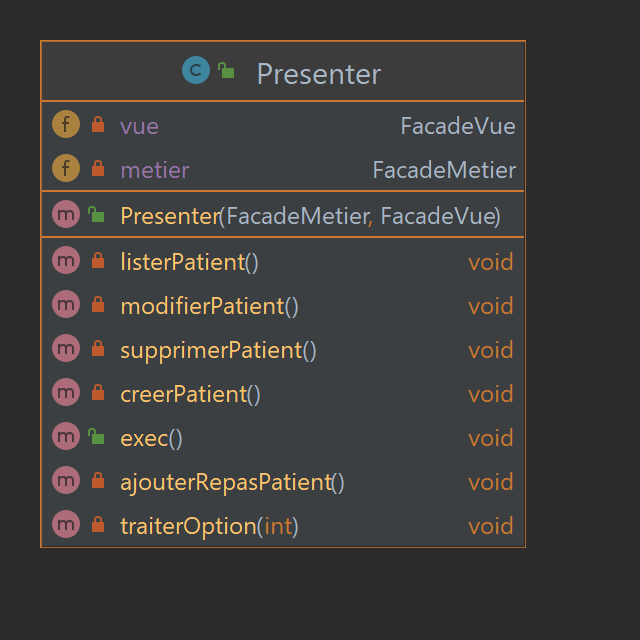 C Presenter
f vue FacadeVue
f metier FacadeMetier
m Presenter(FacadeMetier, FacadeVue)
m listerPatient() void
m modifierPatient() void
m supprimerPatient() void
m creerPatient() void
m exec() void
m ajouterRepasPatient() void
m traiterOption(int) void